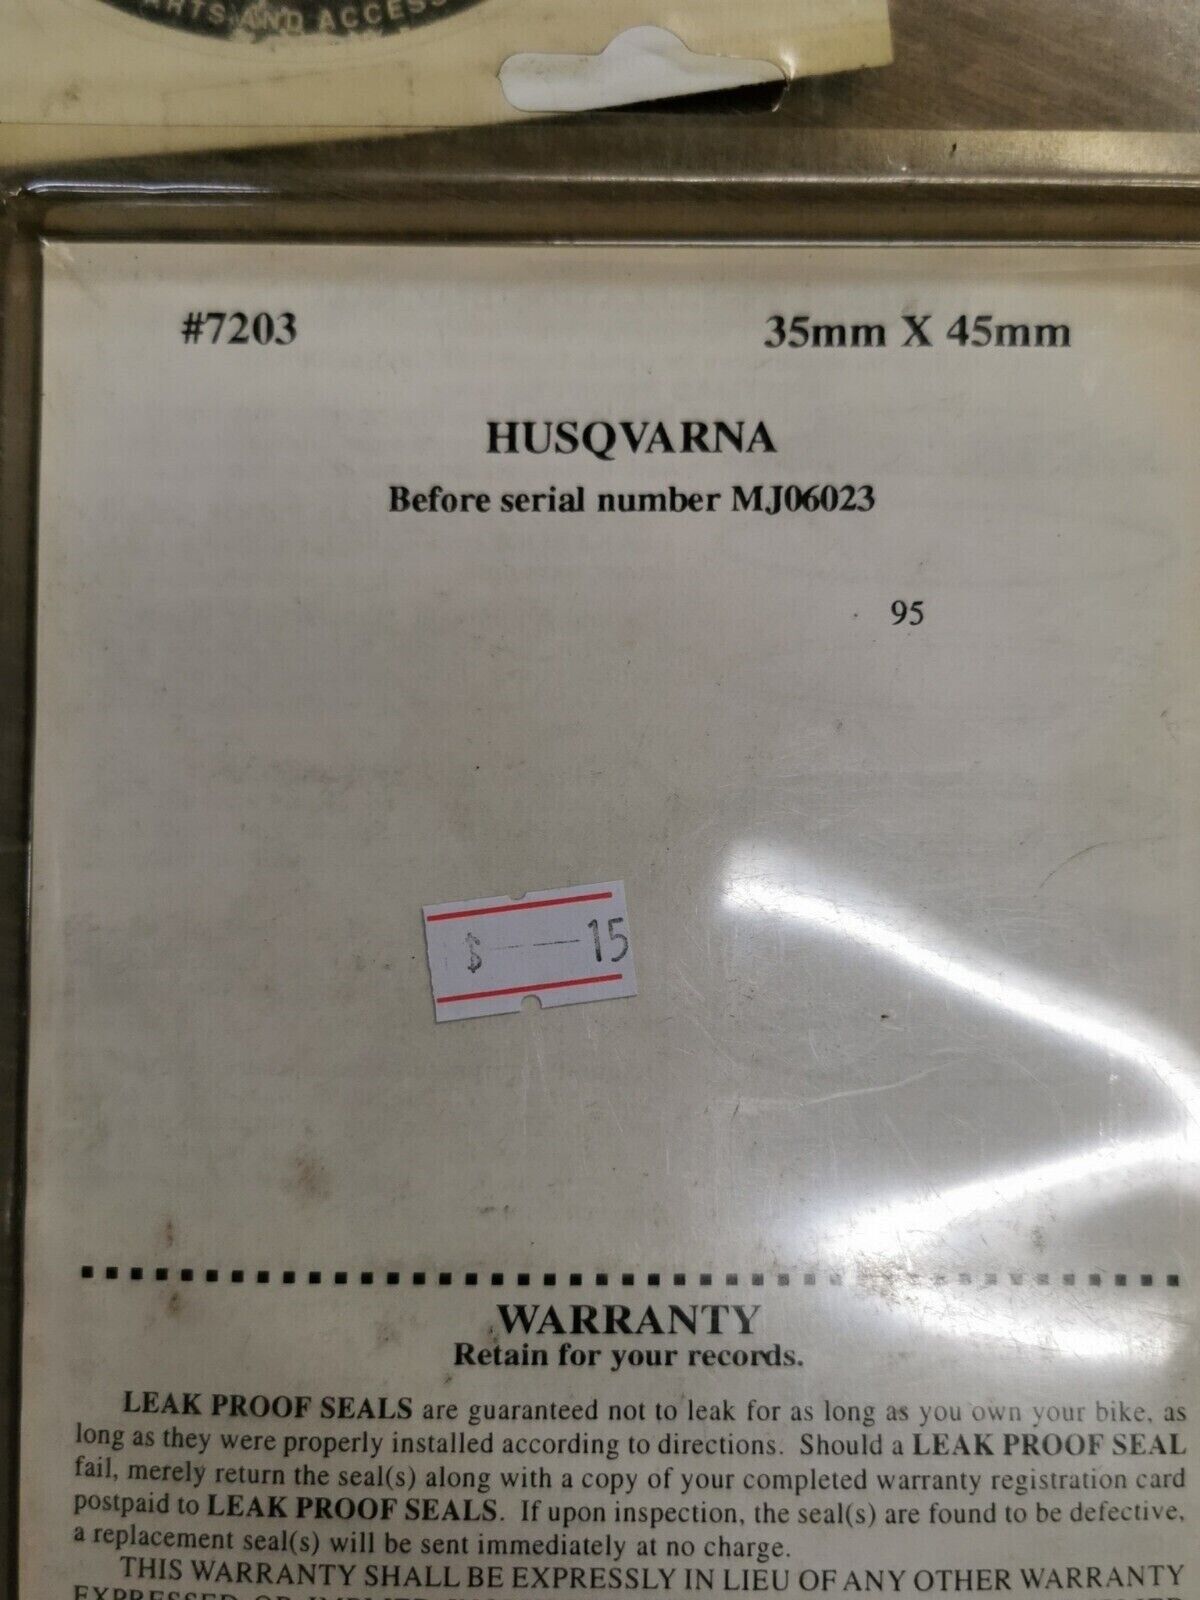 AND ACCESS
#7203 35mm X 45mm
HUSQVARNA
Before serial number MJ06023
95
$ ---- 15
WARRANTY
Retain for your records.
LEAK PROOF SEALS are guaranteed not to leak for as long as you own your bike, as
long as they were properly installed according to directions. Should a LEAK PROOF SEAL
fail, merely return the seal(s) along with a copy of your completed warranty registration card
postpaid to LEAK PROOF SEALS. If upon inspection, the seal(s) are found to be defective,
a replacement seal(s) will be sent immediately at no charge.
THIS WARRANTY SHALL BE EXPRESSLY IN LIEU OF ANY OTHER WARRANTY